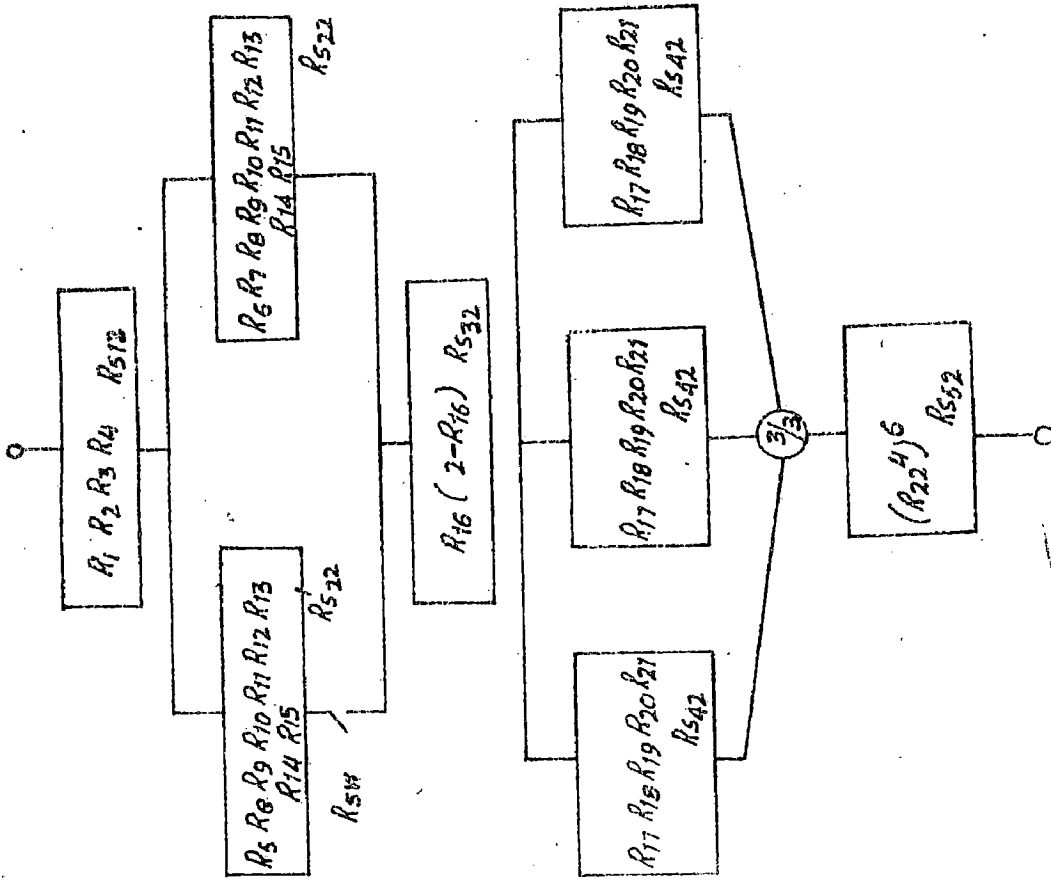 R1 R2 R3 R4 RS12
R5 R8 R9 R10 R11 R12 R13
R14 R15
RS22
RSW
R6 R7 R8 R9 R10 R11 R12 R13
R14 R15
RS22
R16 ( 2-R16) RS32
R17 R18 R19 R20 R21
RS42
R17 R18 R19 R20 R21
RS42
R17 R18 R19 R20 R21
RS42
3/3
(R22 4)6
RS52